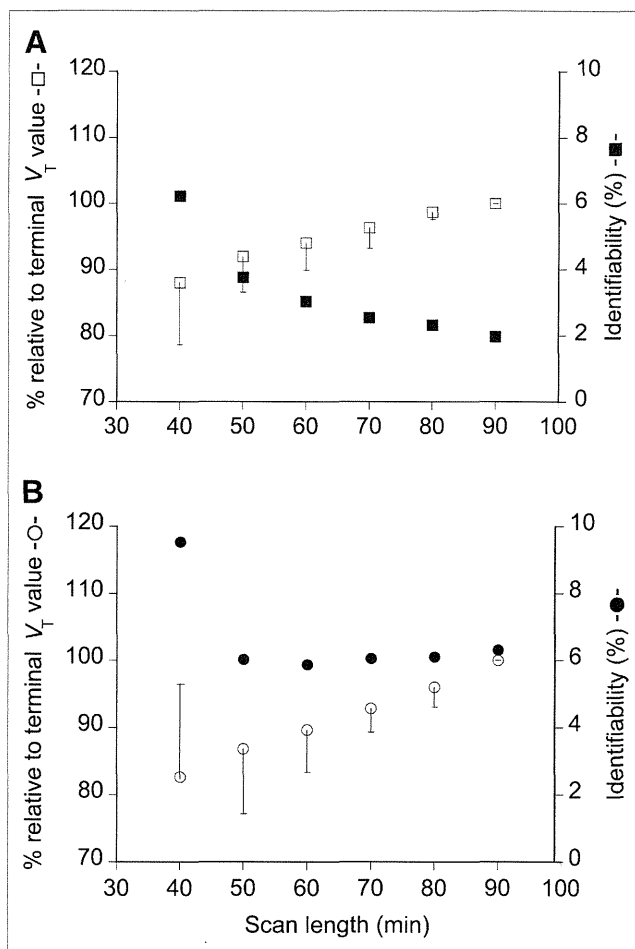 A
% relative to terminal VT value -□-
Identifiability (%) -■-
120
110
100
90
80
70
10
8
6
4
2
0
30 40 50 60 70 80 90 100
B
% relative to terminal VT value -○-
Identifiability (%) -●-
120
110
100
90
80
70
10
8
6
4
2
0
30 40 50 60 70 80 90 100
Scan length (min)